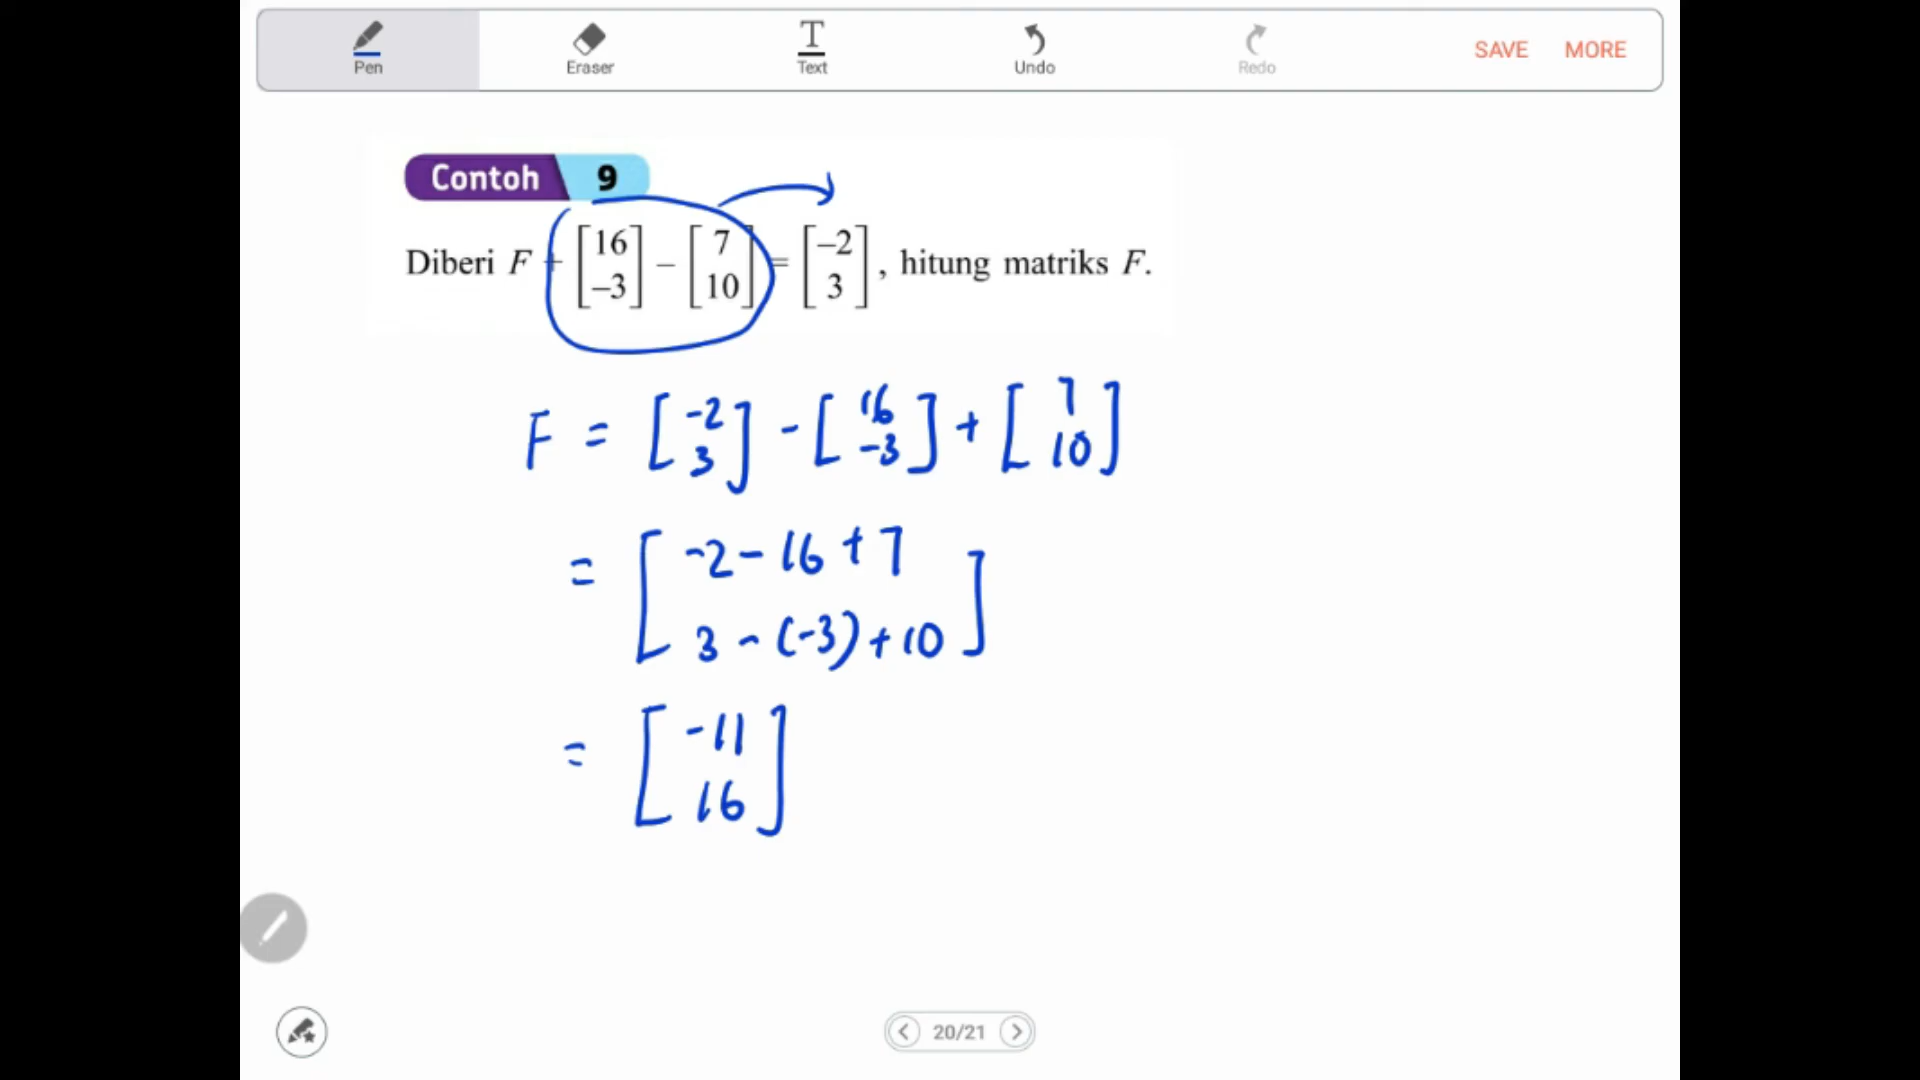 Pen Eraser Text Undo Redo SAVE MORE
Contoh 9
Diberi F + [16 -3] – [7 10] = [–2 3], hitung matriks F.
F = [-2 3] - [16 -3] + [7 10]
= [-2 - 16 + 7
3 - (-3) + 10]
= [-11
16]
20/21